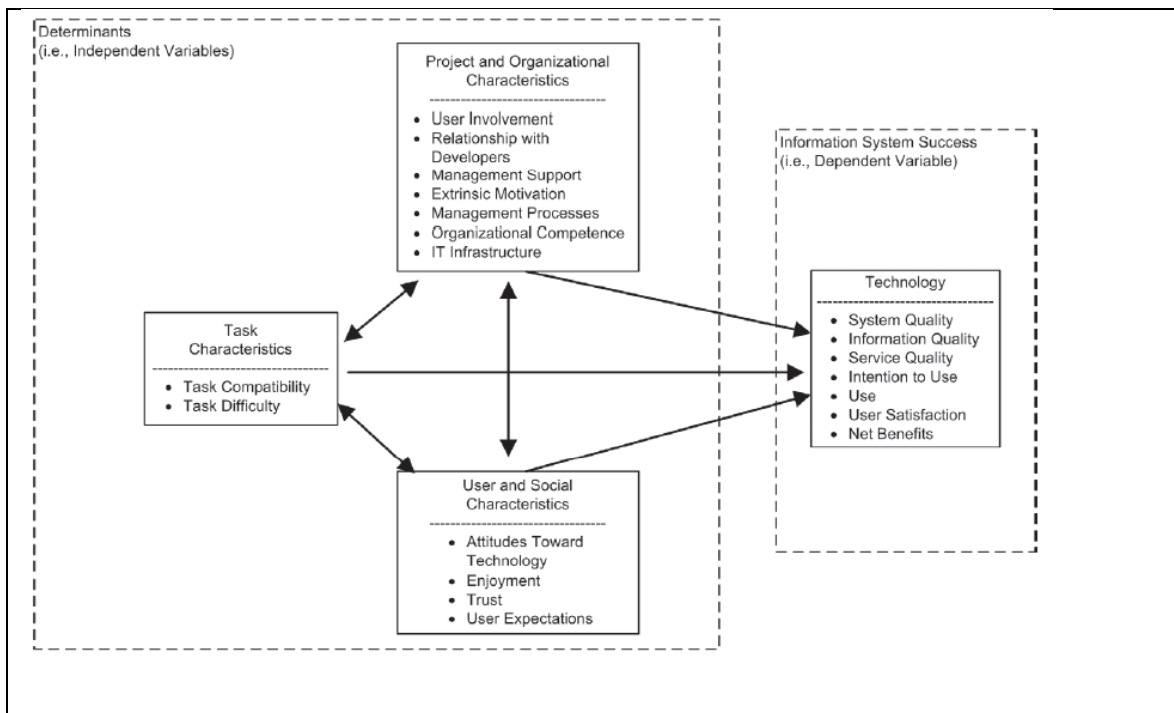 Determinants
(i.e., Independent Variables)
Project and Organizational
Characteristics
• User Involvement
• Relationship with
Developers
• Management Support
• Extrinsic Motivation
• Management Processes
• Organizational Competence
• IT Infrastructure
Task
Characteristics
• Task Compatibility
• Task Difficulty
User and Social
Characteristics
• Attitudes Toward
Technology
• Enjoyment
• Trust
• User Expectations
Information System Success
(i.e., Dependent Variable)
Technology
• System Quality
• Information Quality
• Service Quality
• Intention to Use
• Use
• User Satisfaction
• Net Benefits